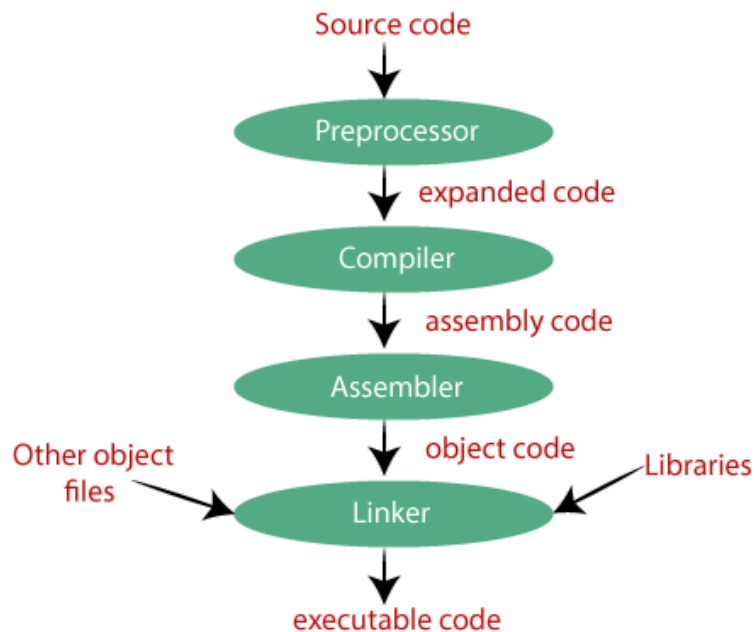 Source code
Preprocessor
expanded code
Compiler
assembly code
Assembler
object code
Other object
files
Libraries
Linker
executable code